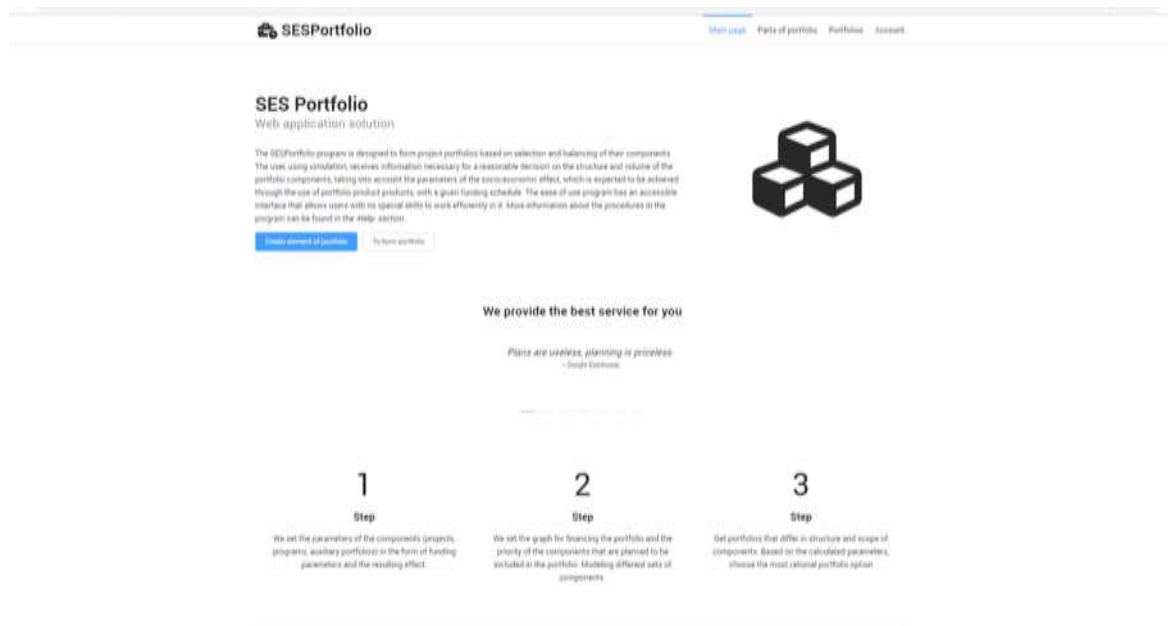 SESPortfolio
Main page Parts of portfolio Portfolios Account
SES Portfolio
Web application solution
The SESPortfolio program is designed to form project portfolios based on selection and balancing of their components.
The user, using simulation, receives information necessary for a reasonable decision on the structure and volume of the
portfolio components, taking into account the parameters of the socio-economic effect, which is expected to be achieved
through the use of portfolio product products, with a given funding schedule. The ease of use program has an accessible
interface that allows users with no special skills to work efficiently in it. More information about the procedures in the
program can be found in the -Help- section.
Create element of portfolio To form portfolio
We provide the best service for you
Plans are useless, planning is priceless
- Dwight Eisenhower
1
2
3
Step
Step
Step
We set the parameters of the components (projects,
programs, auxiliary portfolios) in the form of funding
parameters and the resulting effect
We set the graph for financing the portfolio and the
priority of the components that are planned to be
included in the portfolio. Modeling different sets of
components
Get portfolios that differ in structure and scope of
components. Based on the calculated parameters,
choose the most rational portfolio option